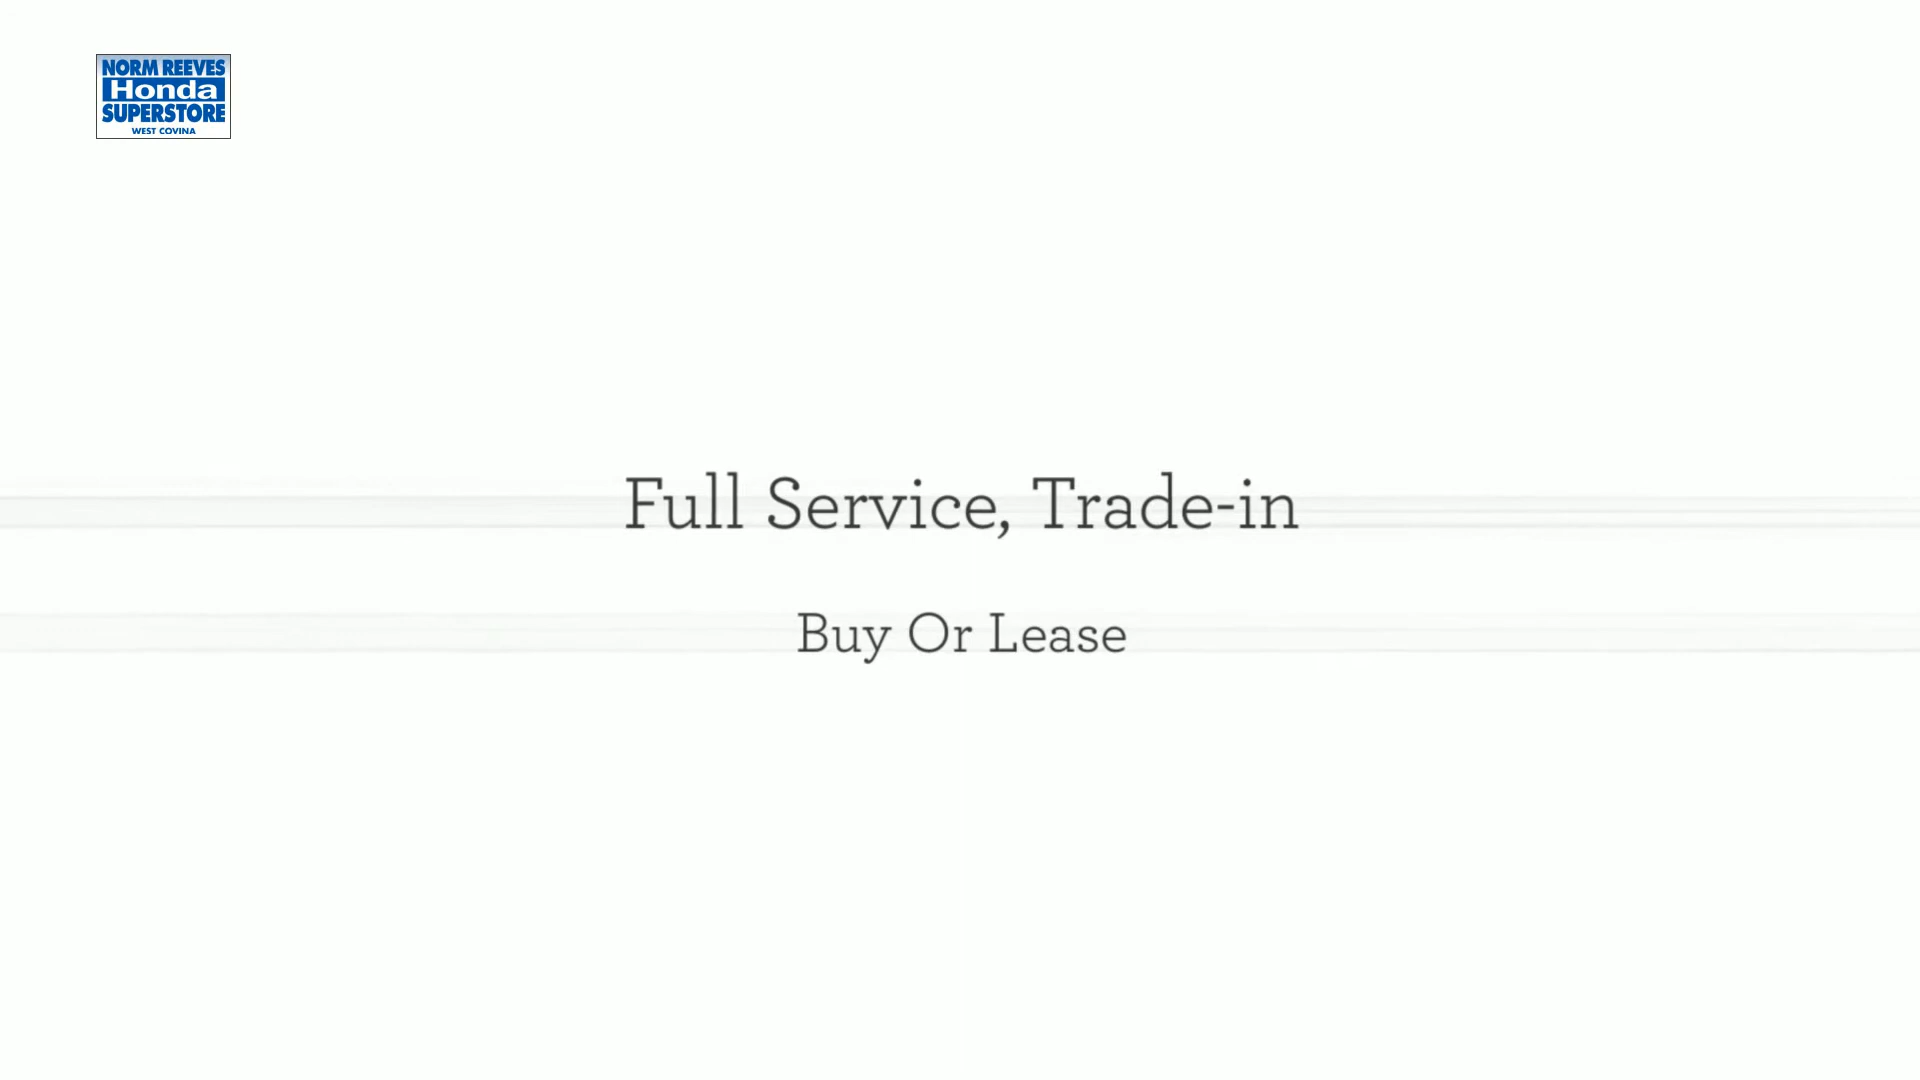 NORM REEVES
Honda
SUPERSTORE
WEST COVINA
Full Service, Trade-in
Buy Or Lease